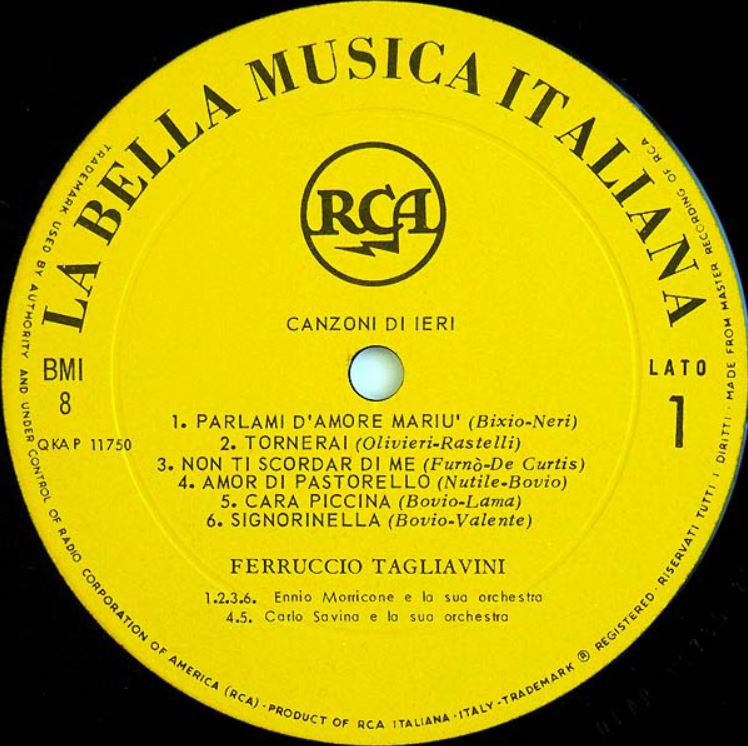 LA BELLA MUSICA ITALIANA
RCA
CANZONI DI IERI
BMI
8
QKAP 11750
LATO
1
1. PARLAMI D'AMORE MARIU' (Bixio-Neri)
2. TORNERAI (Olivieri-Rastelli)
3. NON TI SCORDAR DI ME (Furnò-De Curtis)
4. AMOR DI PASTORELLO (Nutile-Bovio)
5. CARA PICCINA (Bovio-Lama)
6. SIGNORINELLA (Bovio-Valente)
FERRUCCIO TAGLIAVINI
1.2.3.6. Ennio Morricone e la sua orchestra
4.5. Carlo Savina e la sua orchestra
TRADEMARK USED BY AUTHORITY AND UNDER CONTROL OF RADIO CORPORATION OF AMERICA (RCA) · PRODUCT OF RCA ITALIANA · ITALY - TRADEMARK ® REGISTERED · RISERVATI TUTTI I DIRITTI · MADE FROM MASTER RECORDING OF RCA